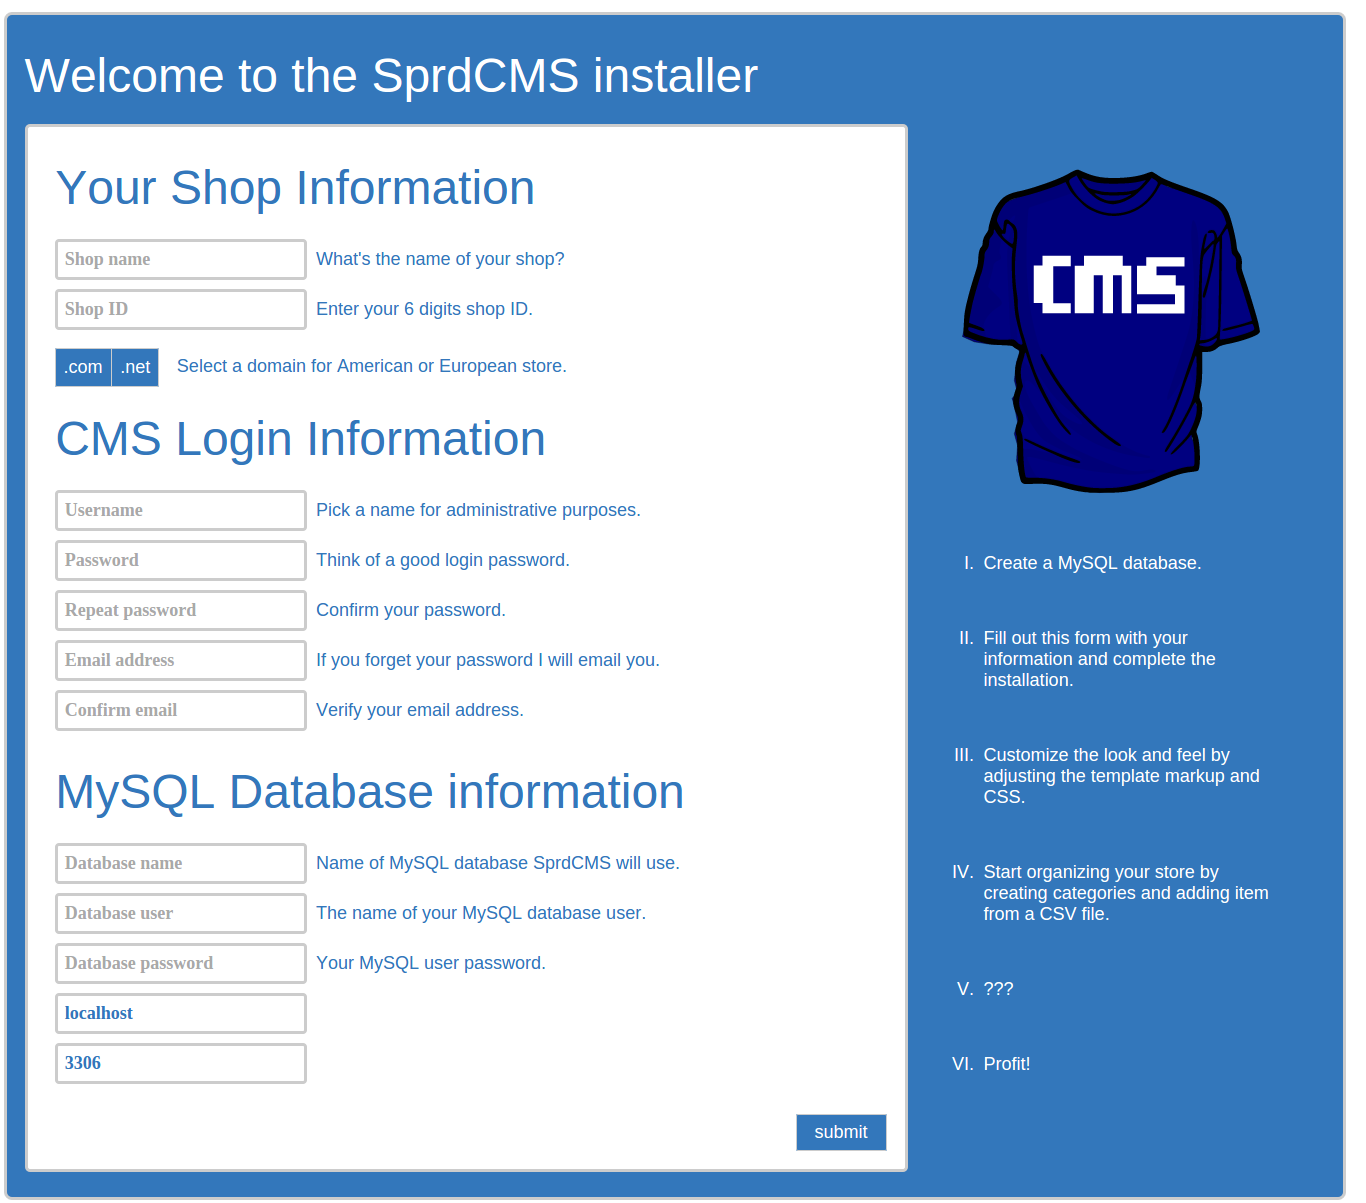 Welcome to the SprdCMS installer
Your Shop Information
Shop name What's the name of your shop?
Shop ID Enter your 6 digits shop ID.
.com .net Select a domain for American or European store.
CMS Login Information
Username Pick a name for administrative purposes.
Password Think of a good login password.
Repeat password Confirm your password.
Email address If you forget your password I will email you.
Confirm email Verify your email address.
MySQL Database information
Database name Name of MySQL database SprdCMS will use.
Database user The name of your MySQL database user.
Database password Your MySQL user password.
localhost
3306
submit
CMS
I. Create a MySQL database.
II. Fill out this form with your
information and complete the
installation.
III. Customize the look and feel by
adjusting the template markup and
CSS.
IV. Start organizing your store by
creating categories and adding item
from a CSV file.
V. ???
VI. Profit!